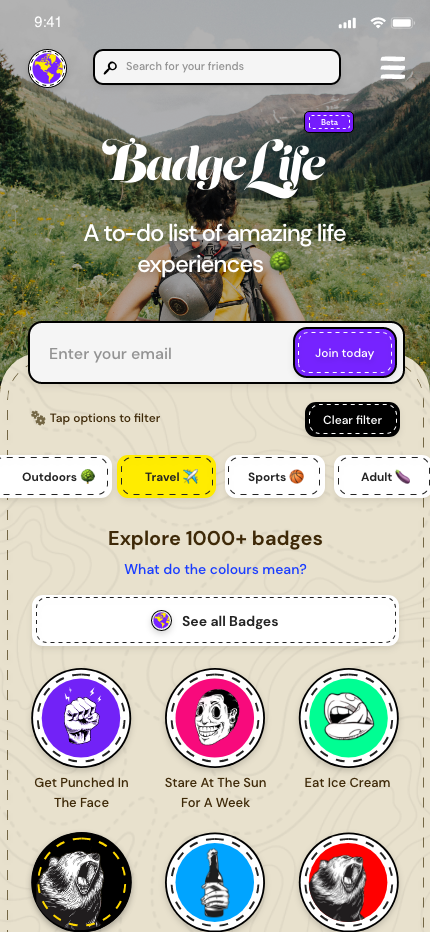 9:41
Search for your friends
Beta
BadgeLife
A to-do list of amazing life
experiences
Enter your email
Join today
Tap options to filter
Clear filter
Outdoors
Travel
Sports
Adult
Explore 1000+ badges
What do the colours mean?
See all Badges
Get Punched In
The Face
Stare At The Sun
For A Week
Eat Ice Cream